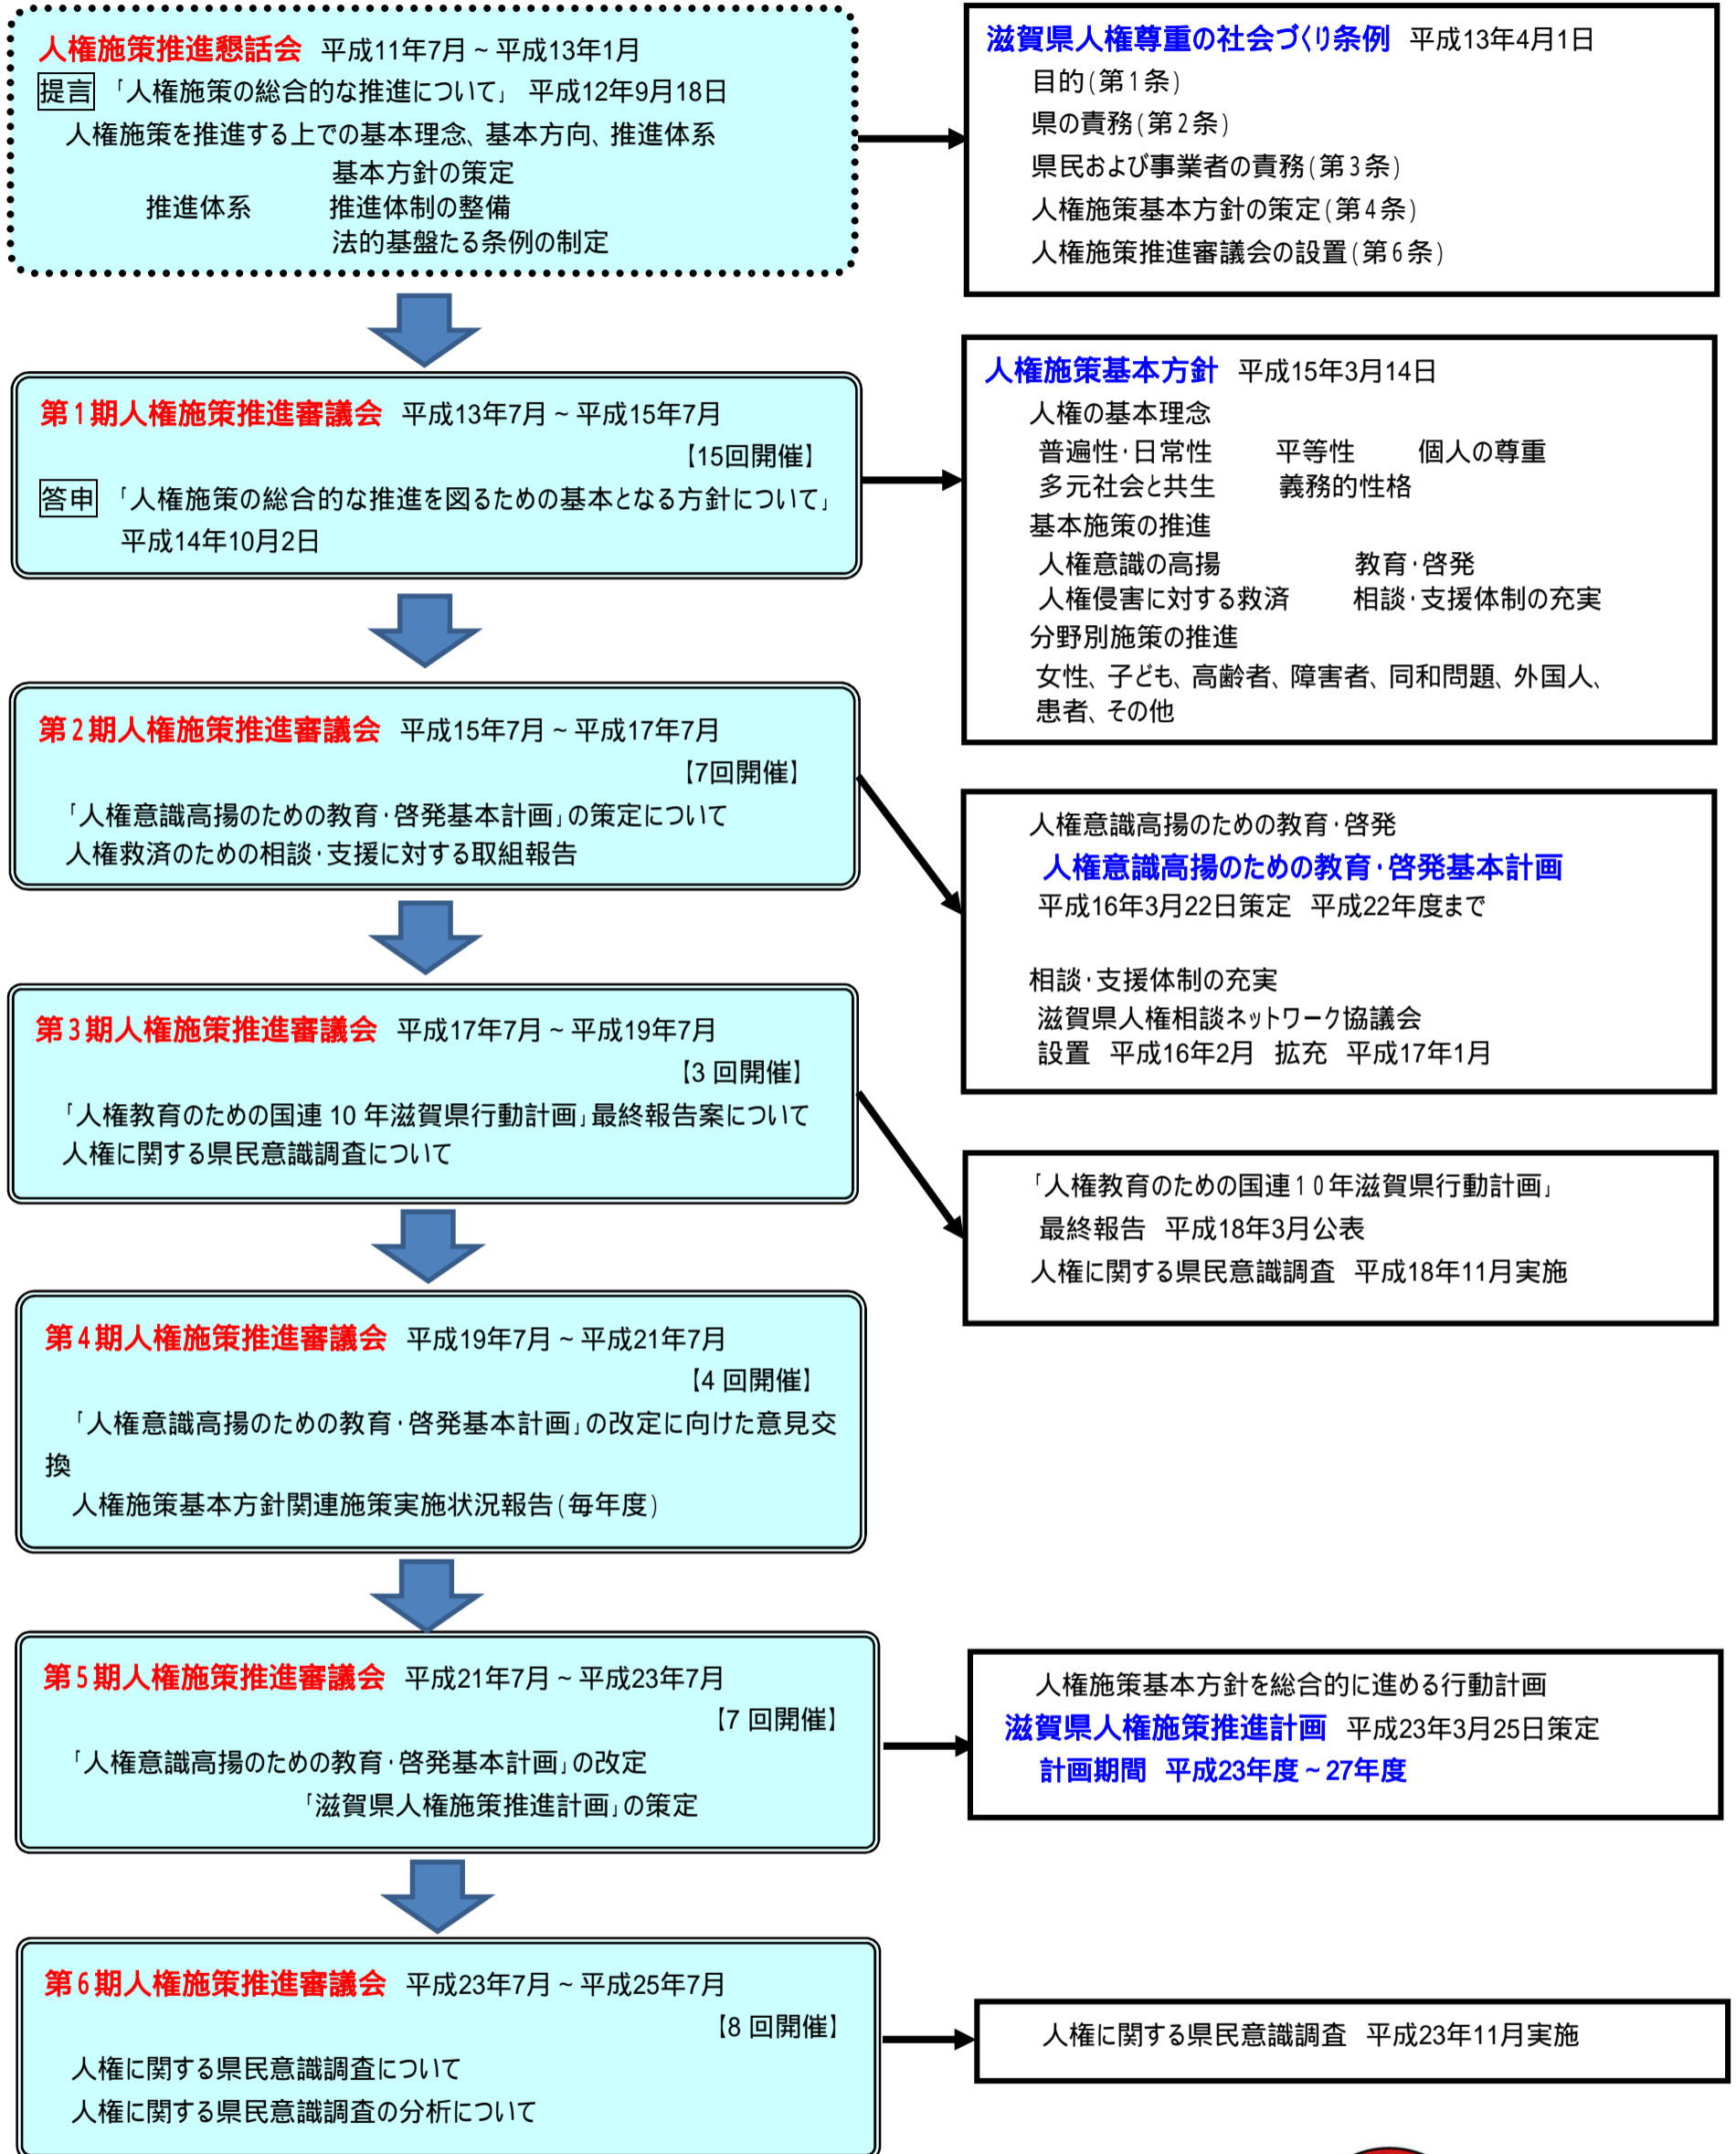 人権施策推進懇話会 平成11年7月～平成13年1月
提言 「人権施策の総合的な推進について」 平成12年9月18日
人権施策を推進する上での基本理念、基本方向、推進体系
基本方針の策定
推進体系 推進体制の整備
法的基盤たる条例の制定
滋賀県人権尊重の社会づくり条例 平成13年4月1日
目的(第1条)
県の責務(第2条)
県民および事業者の責務(第3条)
人権施策基本方針の策定(第4条)
人権施策推進審議会の設置(第6条)
第1期人権施策推進審議会 平成13年7月～平成15年7月
【15回開催】
答申 「人権施策の総合的な推進を図るための基本となる方針について」
平成14年10月2日
人権施策基本方針 平成15年3月14日
人権の基本理念
普遍性・日常性 平等性 個人の尊重
多元社会と共生 義務的性格
基本施策の推進
人権意識の高揚 教育・啓発
人権侵害に対する救済 相談・支援体制の充実
分野別施策の推進
女性、子ども、高齢者、障害者、同和問題、外国人、
患者、その他
第2期人権施策推進審議会 平成15年7月～平成17年7月
【7回開催】
「人権意識高揚のための教育・啓発基本計画」の策定について
人権救済のための相談・支援に対する取組報告
人権意識高揚のための教育・啓発
人権意識高揚のための教育・啓発基本計画
平成16年3月22日策定 平成22年度まで
相談・支援体制の充実
滋賀県人権相談ネットワーク協議会
設置 平成16年2月 拡充 平成17年1月
第3期人権施策推進審議会 平成17年7月～平成19年7月
【3 回開催】
「人権教育のための国連 10 年滋賀県行動計画」最終報告案について
人権に関する県民意識調査について
「人権教育のための国連10年滋賀県行動計画」
最終報告 平成18年3月公表
人権に関する県民意識調査 平成18年11月実施
第4期人権施策推進審議会 平成19年7月～平成21年7月
【4 回開催】
「人権意識高揚のための教育・啓発基本計画」の改定に向けた意見交
換
人権施策基本方針関連施策実施状況報告(毎年度)
第5期人権施策推進審議会 平成21年7月～平成23年7月
【7 回開催】
「人権意識高揚のための教育・啓発基本計画」の改定
「滋賀県人権施策推進計画」の策定
人権施策基本方針を総合的に進める行動計画
滋賀県人権施策推進計画 平成23年3月25日策定
計画期間 平成23年度～27年度
第6期人権施策推進審議会 平成23年7月～平成25年7月
【8 回開催】
人権に関する県民意識調査について
人権に関する県民意識調査の分析について
人権に関する県民意識調査 平成23年11月実施